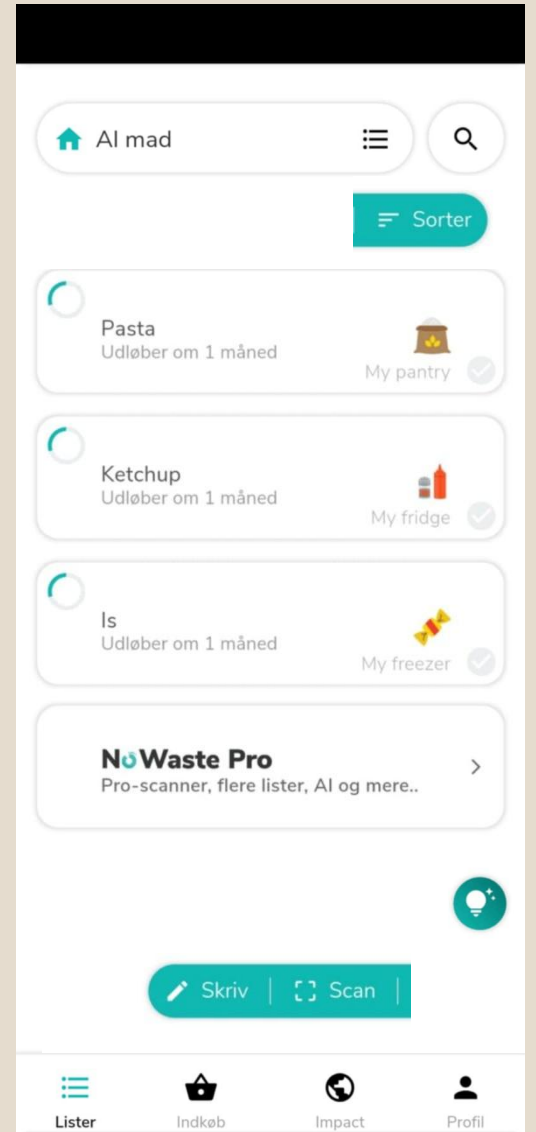 Al mad
Sorter
Pasta
Udløber om 1 måned
My pantry
Ketchup
Udløber om 1 måned
My fridge
Is
Udløber om 1 måned
My freezer
NoWaste Pro
Pro-scanner, flere lister, AI og mere..
Skriv | Scan |
Lister Indkøb Impact Profil